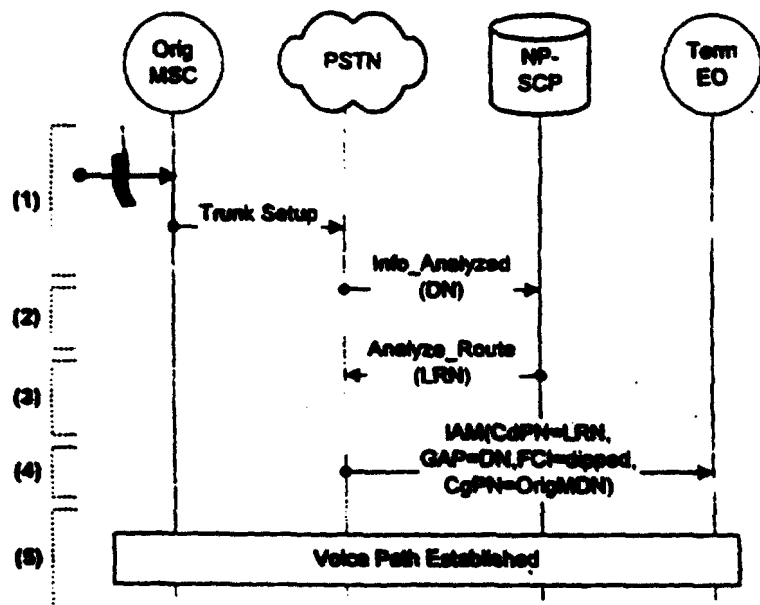 Orig
MSC
PSTN
NP-
SCP
Term
EO
(1)
Trunk Setup
Info_Analyzed
(DN)
(2)
Analyze_Route
(LRN)
(3)
IAM(CdPN=LRN,
GAP=DN,FCI=dipped,
CgPN=OrigMDN)
(4)
(5)
Voice Path Established